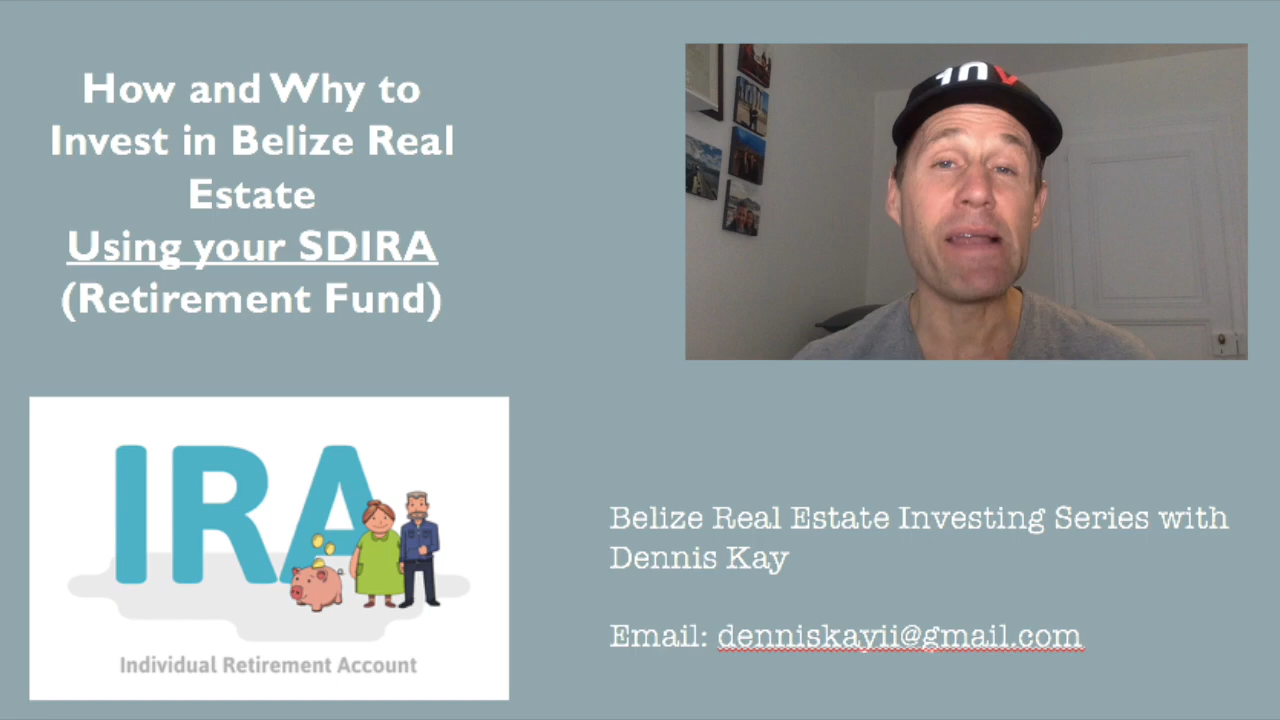 How and Why to
Invest in Belize Real
Estate
Using your SDIRA
(Retirement Fund)
IRA
Individual Retirement Account
Belize Real Estate Investing Series with
Dennis Kay
Email: denniskayii@gmail.com